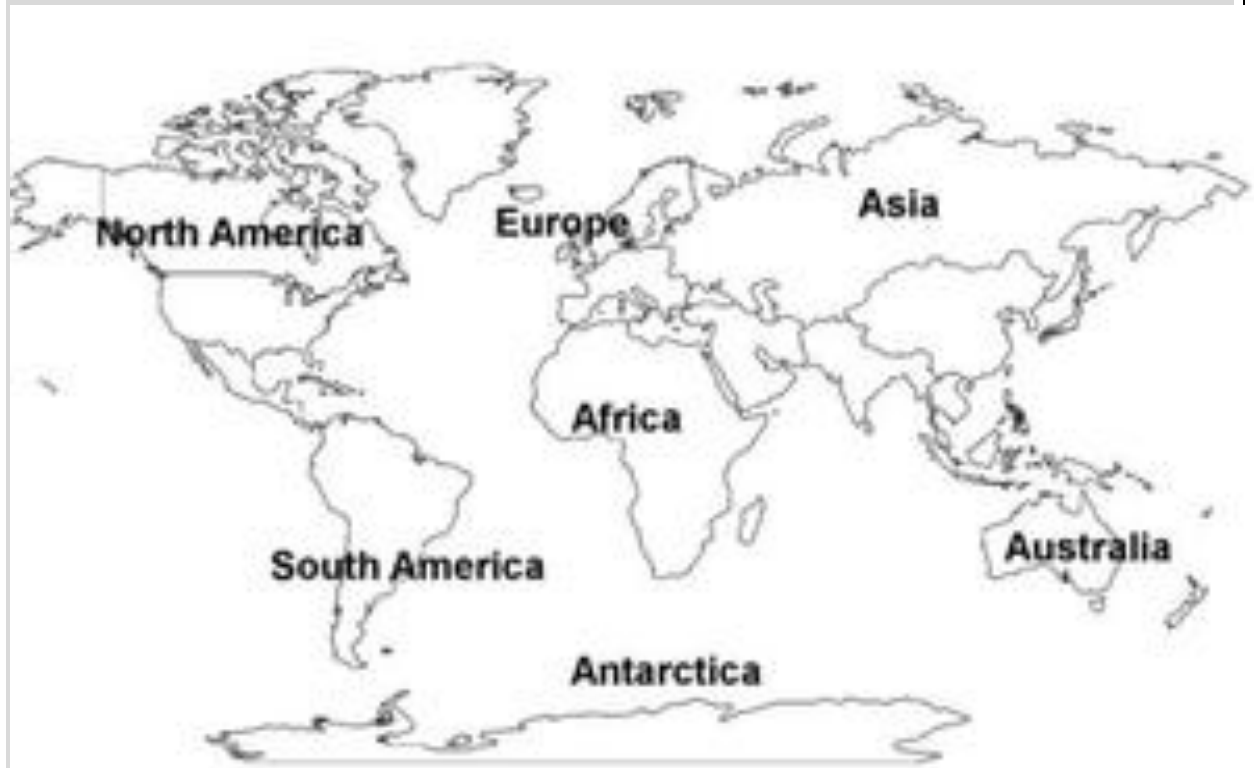 North America
Europe
Asia
Africa
South America
Australia
Antarctica